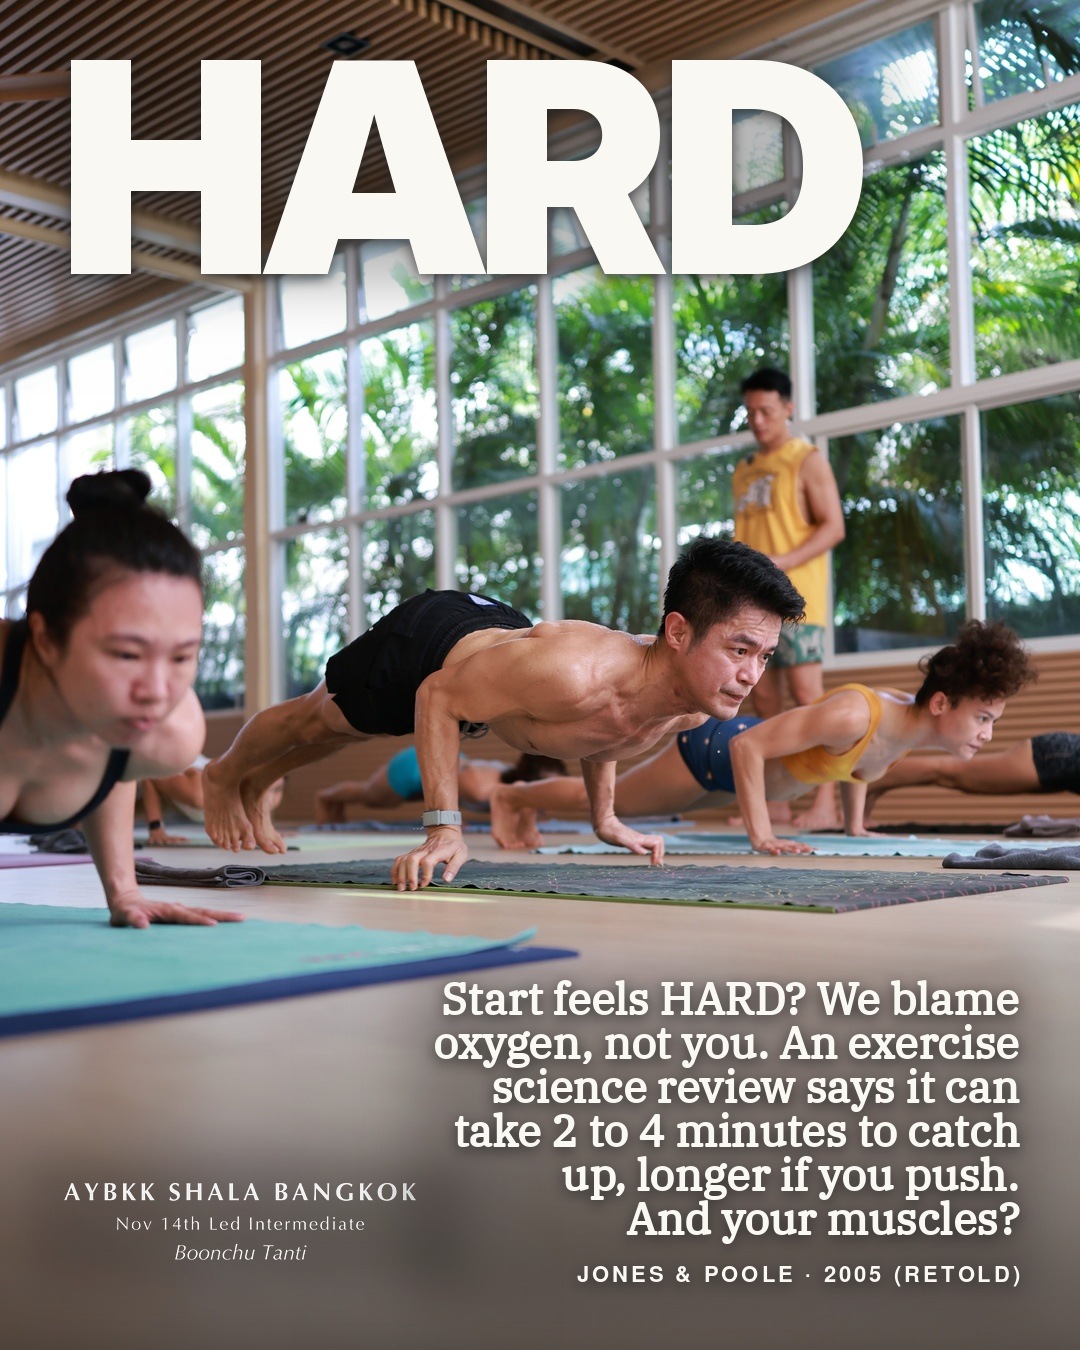 HARD
Start feels HARD? We blame
oxygen, not you. An exercise
science review says it can
take 2 to 4 minutes to catch
up, longer if you push.
And your muscles?
JONES & POOLE · 2005 (RETOLD)
AYBKK SHALA BANGKOK
Nov 14th Led Intermediate
Boonchu Tanti